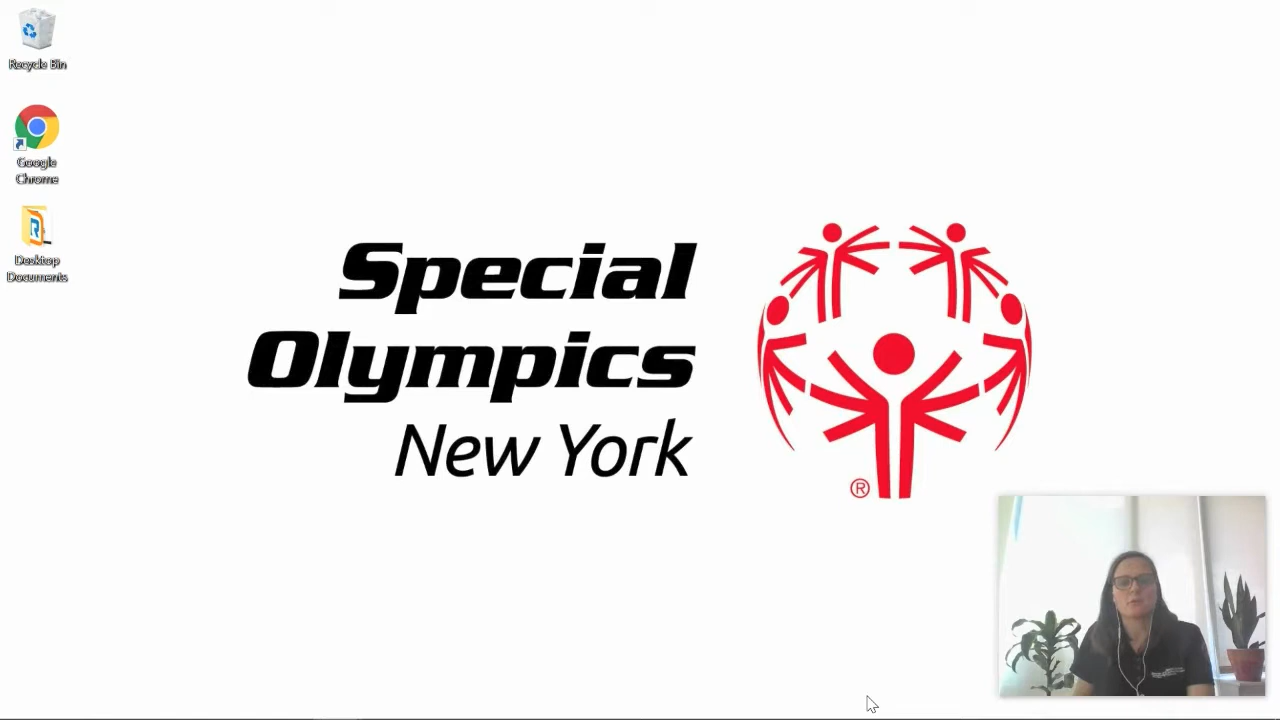 Recycle Bin
Google
Chrome
Desktop
Documents
Special
Olympics
New York
®